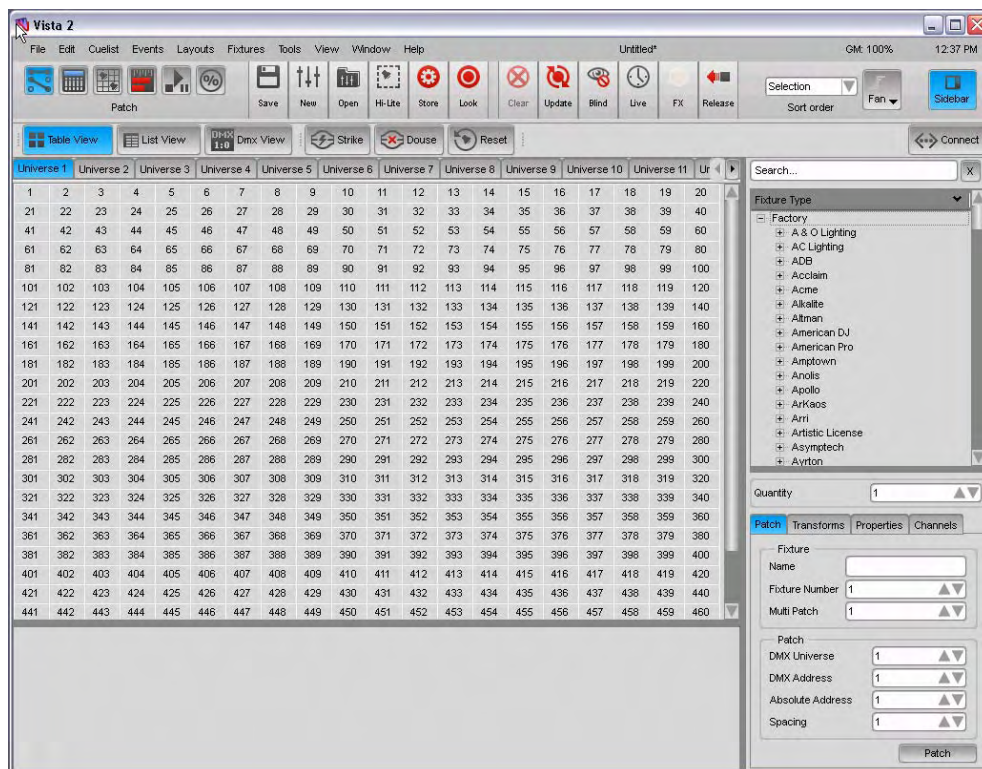 Vista 2
File Edit Cuelist Events Layouts Fixtures Tools View Window Help Untitled* GM: 100% 12:37 PM
Patch
Save New Open Hi-Lite Store Look Clear Update Blind Live FX Release
Selection
Sort order
Fan
Sidebar
Table View List View DMX 1:0 Dmx View Strike Douse Reset Connect
Universe 1 Universe 2 Universe 3 Universe 4 Universe 5 Universe 6 Universe 7 Universe 8 Universe 9 Universe 10 Universe 11 Ur
1 2 3 4 5 6 7 8 9 10 11 12 13 14 15 16 17 18 19 20
21 22 23 24 25 26 27 28 29 30 31 32 33 34 35 36 37 38 39 40
41 42 43 44 45 46 47 48 49 50 51 52 53 54 55 56 57 58 59 60
61 62 63 64 65 66 67 68 69 70 71 72 73 74 75 76 77 78 79 80
81 82 83 84 85 86 87 88 89 90 91 92 93 94 95 96 97 98 99 100
101 102 103 104 105 106 107 108 109 110 111 112 113 114 115 116 117 118 119 120
121 122 123 124 125 126 127 128 129 130 131 132 133 134 135 136 137 138 139 140
141 142 143 144 145 146 147 148 149 150 151 152 153 154 155 156 157 158 159 160
161 162 163 164 165 166 167 168 169 170 171 172 173 174 175 176 177 178 179 180
181 182 183 184 185 186 187 188 189 190 191 192 193 194 195 196 197 198 199 200
201 202 203 204 205 206 207 208 209 210 211 212 213 214 215 216 217 218 219 220
221 222 223 224 225 226 227 228 229 230 231 232 233 234 235 236 237 238 239 240
241 242 243 244 245 246 247 248 249 250 251 252 253 254 255 256 257 258 259 260
261 262 263 264 265 266 267 268 269 270 271 272 273 274 275 276 277 278 279 280
281 282 283 284 285 286 287 288 289 290 291 292 293 294 295 296 297 298 299 300
301 302 303 304 305 306 307 308 309 310 311 312 313 314 315 316 317 318 319 320
321 322 323 324 325 326 327 328 329 330 331 332 333 334 335 336 337 338 339 340
341 342 343 344 345 346 347 348 349 350 351 352 353 354 355 356 357 358 359 360
361 362 363 364 365 366 367 368 369 370 371 372 373 374 375 376 377 378 379 380
381 382 383 384 385 386 387 388 389 390 391 392 393 394 395 396 397 398 399 400
401 402 403 404 405 406 407 408 409 410 411 412 413 414 415 416 417 418 419 420
421 422 423 424 425 426 427 428 429 430 431 432 433 434 435 436 437 438 439 440
441 442 443 444 445 446 447 448 449 450 451 452 453 454 455 456 457 458 459 460
Search... X
Fixture Type
Factory
A & O Lighting
AC Lighting
ADB
Acclaim
Acme
Alkalite
Altman
American DJ
American Pro
Amptown
Anolis
Apollo
ArKaos
Arri
Artistic License
Asymptech
Ayrton
Quantity 1
Patch Transforms Properties Channels
Fixture
Name
Fixture Number 1
Multi Patch 1
Patch
DMX Universe 1
DMX Address 1
Absolute Address 1
Spacing 1
Patch